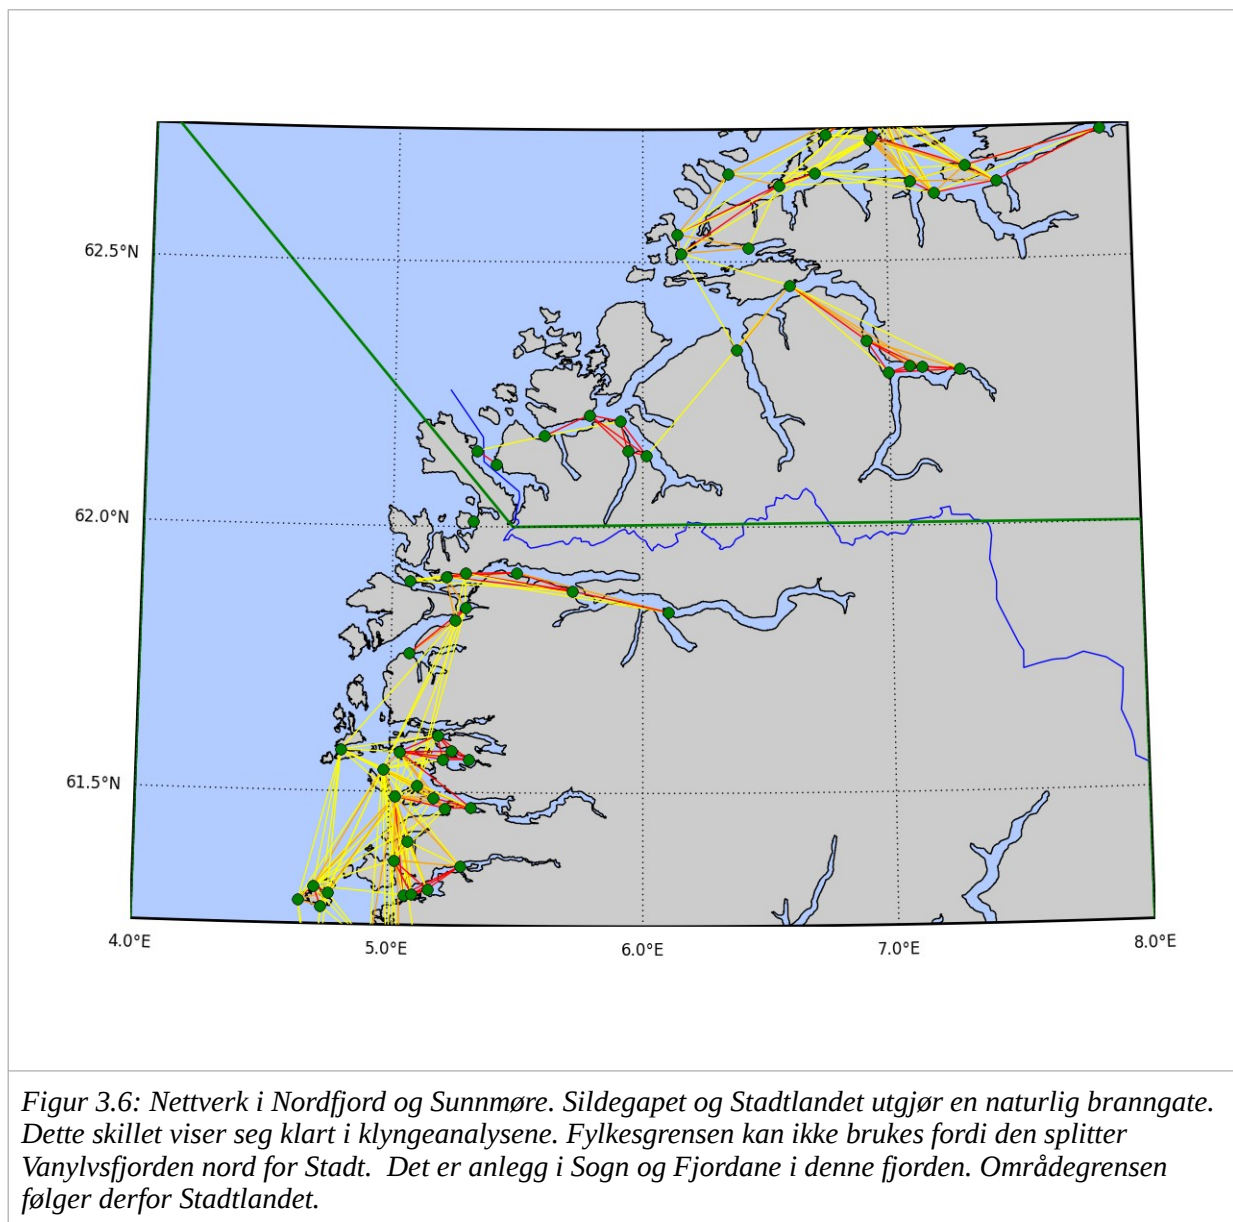 62.5°N
62.0°N
61.5°N
4.0°E
5.0°E
6.0°E
7.0°E
8.0°E
Figur 3.6: Nettverk i Nordfjord og Sunnmøre. Sildegapet og Stadtlandet utgjør en naturlig branngate.
Dette skillet viser seg klart i klyngeanalysene. Fylkesgrensen kan ikke brukes fordi den splitter
Vanylvsfjorden nord for Stadt.  Det er anlegg i Sogn og Fjordane i denne fjorden. Områdegrensen
følger derfor Stadtlandet.